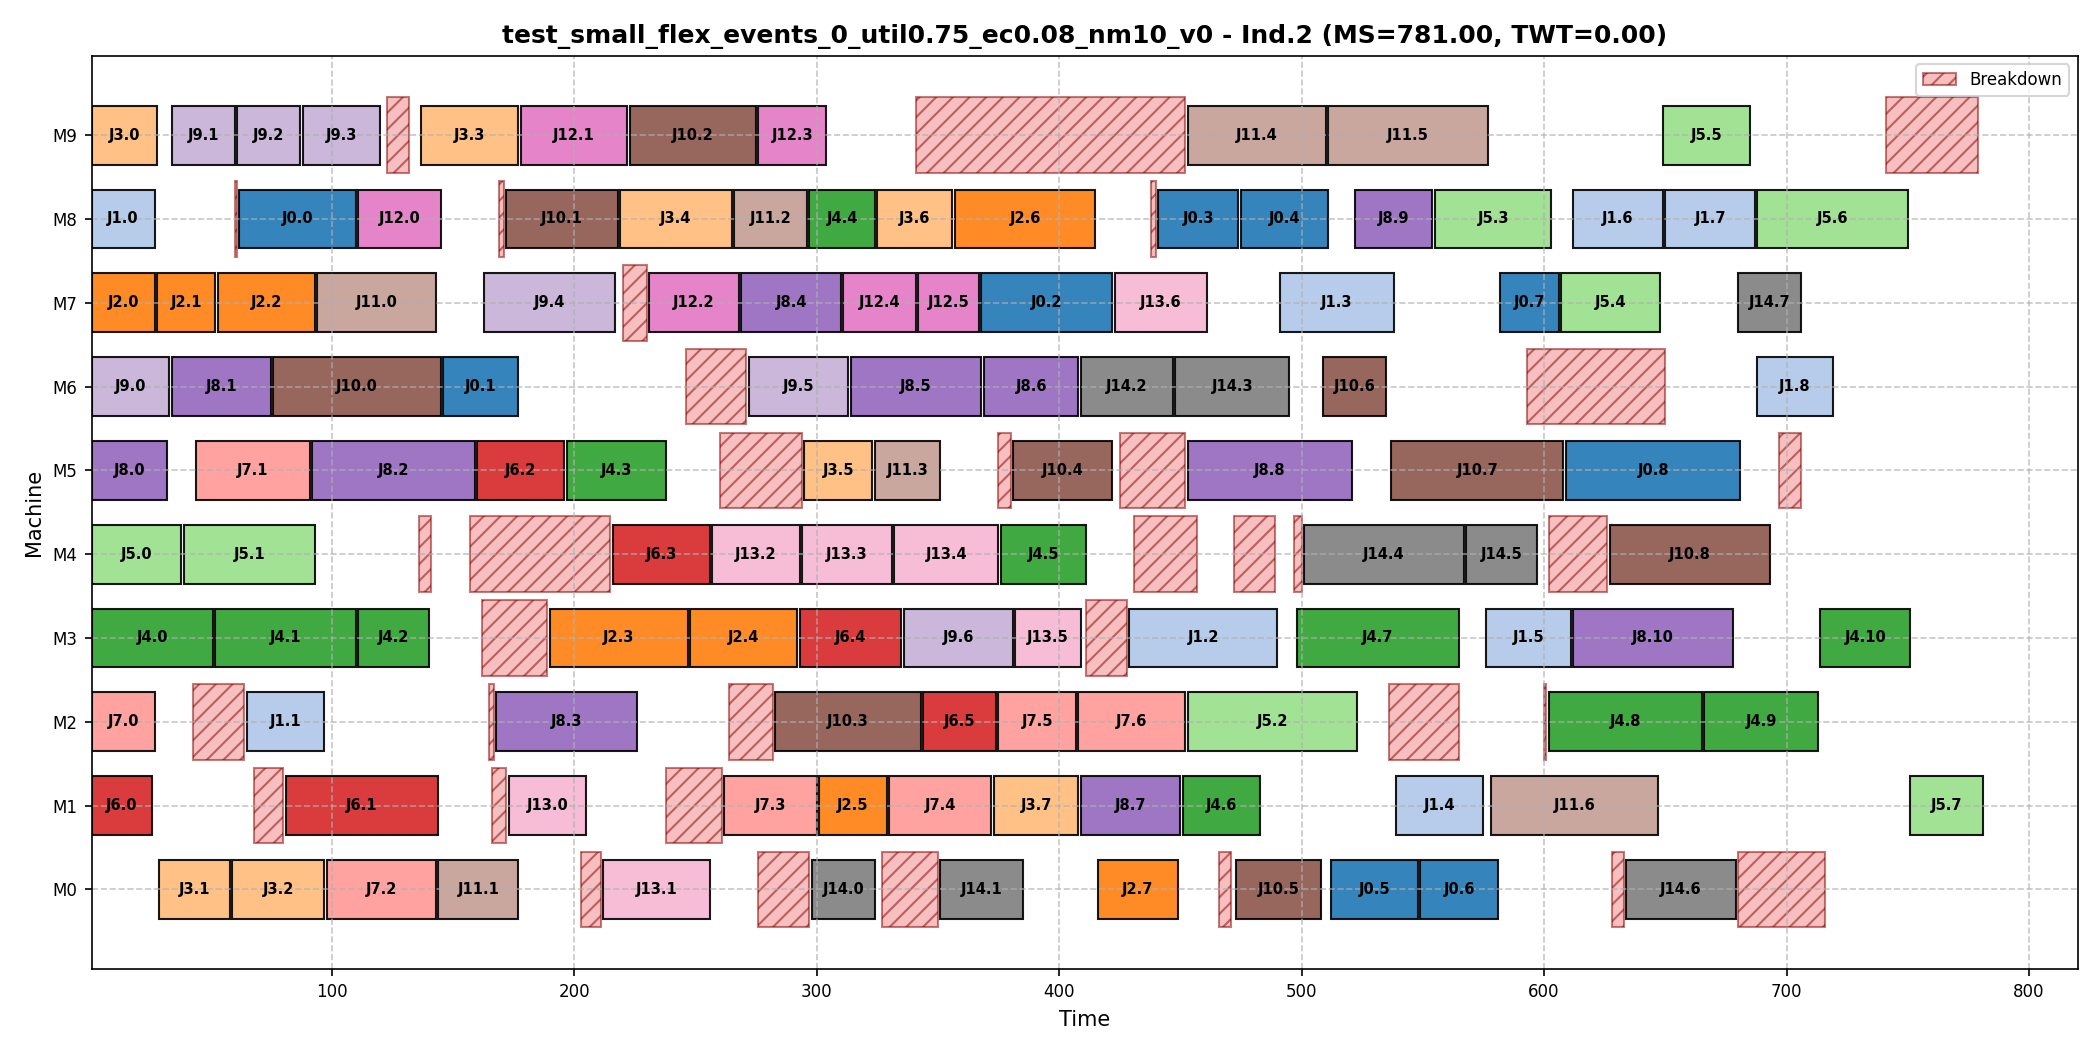 test_small_flex_events_0_util0.75_ec0.08_nm10_v0 - Ind.2 (MS=781.00, TWT=0.00)
Breakdown
M9 J3.0 J9.1 J9.2 J9.3 J3.3 J12.1 J10.2 J12.3 J11.4 J11.5 J5.5
M8 J1.0 J0.0 J12.0 J10.1 J3.4 J11.2 J4.4 J3.6 J2.6 J0.3 J0.4 J8.9 J5.3 J1.6 J1.7 J5.6
M7 J2.0 J2.1 J2.2 J11.0 J9.4 J12.2 J8.4 J12.4 J12.5 J0.2 J13.6 J1.3 J0.7 J5.4 J14.7
M6 J9.0 J8.1 J10.0 J0.1 J9.5 J8.5 J8.6 J14.2 J14.3 J10.6 J1.8
M5 J8.0 J7.1 J8.2 J6.2 J4.3 J3.5 J11.3 J10.4 J8.8 J10.7 J0.8
M4 J5.0 J5.1 J6.3 J13.2 J13.3 J13.4 J4.5 J14.4 J14.5 J10.8
M3 J4.0 J4.1 J4.2 J2.3 J2.4 J6.4 J9.6 J13.5 J1.2 J4.7 J1.5 J8.10 J4.10
M2 J7.0 J1.1 J8.3 J10.3 J6.5 J7.5 J7.6 J5.2 J4.8 J4.9
M1 J6.0 J6.1 J13.0 J7.3 J2.5 J7.4 J3.7 J8.7 J4.6 J1.4 J11.6 J5.7
M0 J3.1 J3.2 J7.2 J11.1 J13.1 J14.0 J14.1 J2.7 J10.5 J0.5 J0.6 J14.6
Machine
100 200 300 400 500 600 700 800
Time